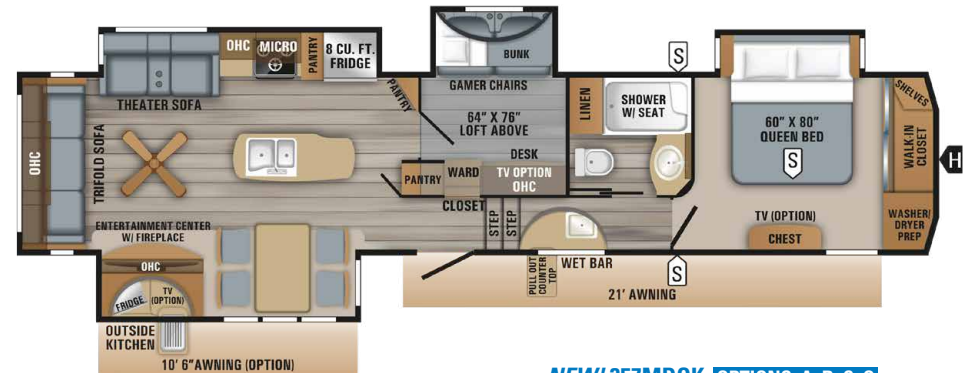 OHC
MICRO
PANTRY
8 CU. FT.
FRIDGE
THEATER SOFA
OHC
TRIFOLD SOFA
ENTERTAINMENT CENTER
W/ FIREPLACE
OHC
FRIDGE
TV
(OPTION)
OUTSIDE
KITCHEN
10' 6" AWNING (OPTION)
PANTRY
BUNK
GAMER CHAIRS
64" X 76"
LOFT ABOVE
DESK
PANTRY
WARD
TV OPTION
OHC
CLOSET
STEP
STEP
LINEN
SHOWER
W/ SEAT
S
WET BAR
PULL OUT
COUNTER
TOP
21' AWNING
S
60" X 80"
QUEEN BED
S
TV (OPTION)
CHEST
SHELVES
WALK-IN
CLOSET
WASHER/
DRYER
PREP
H